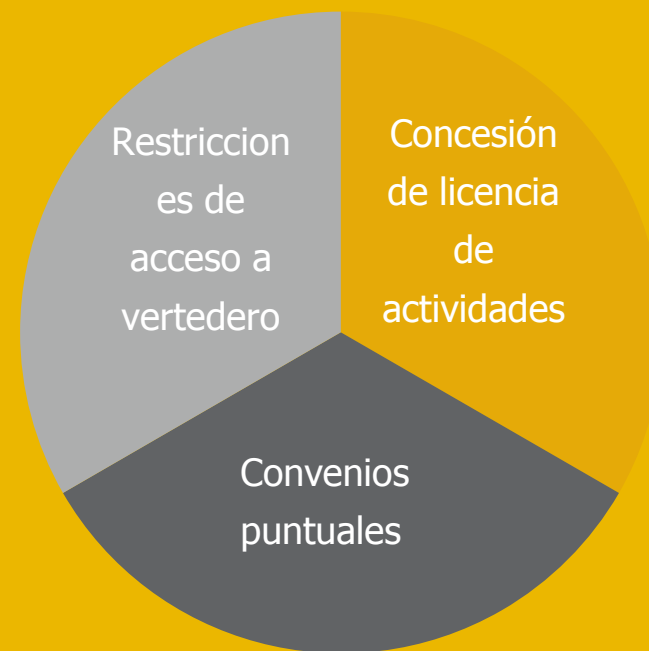 Restriccion
es de
acceso a
vertedero
Concesión
de licencia
de
actividades
Convenios
puntuales